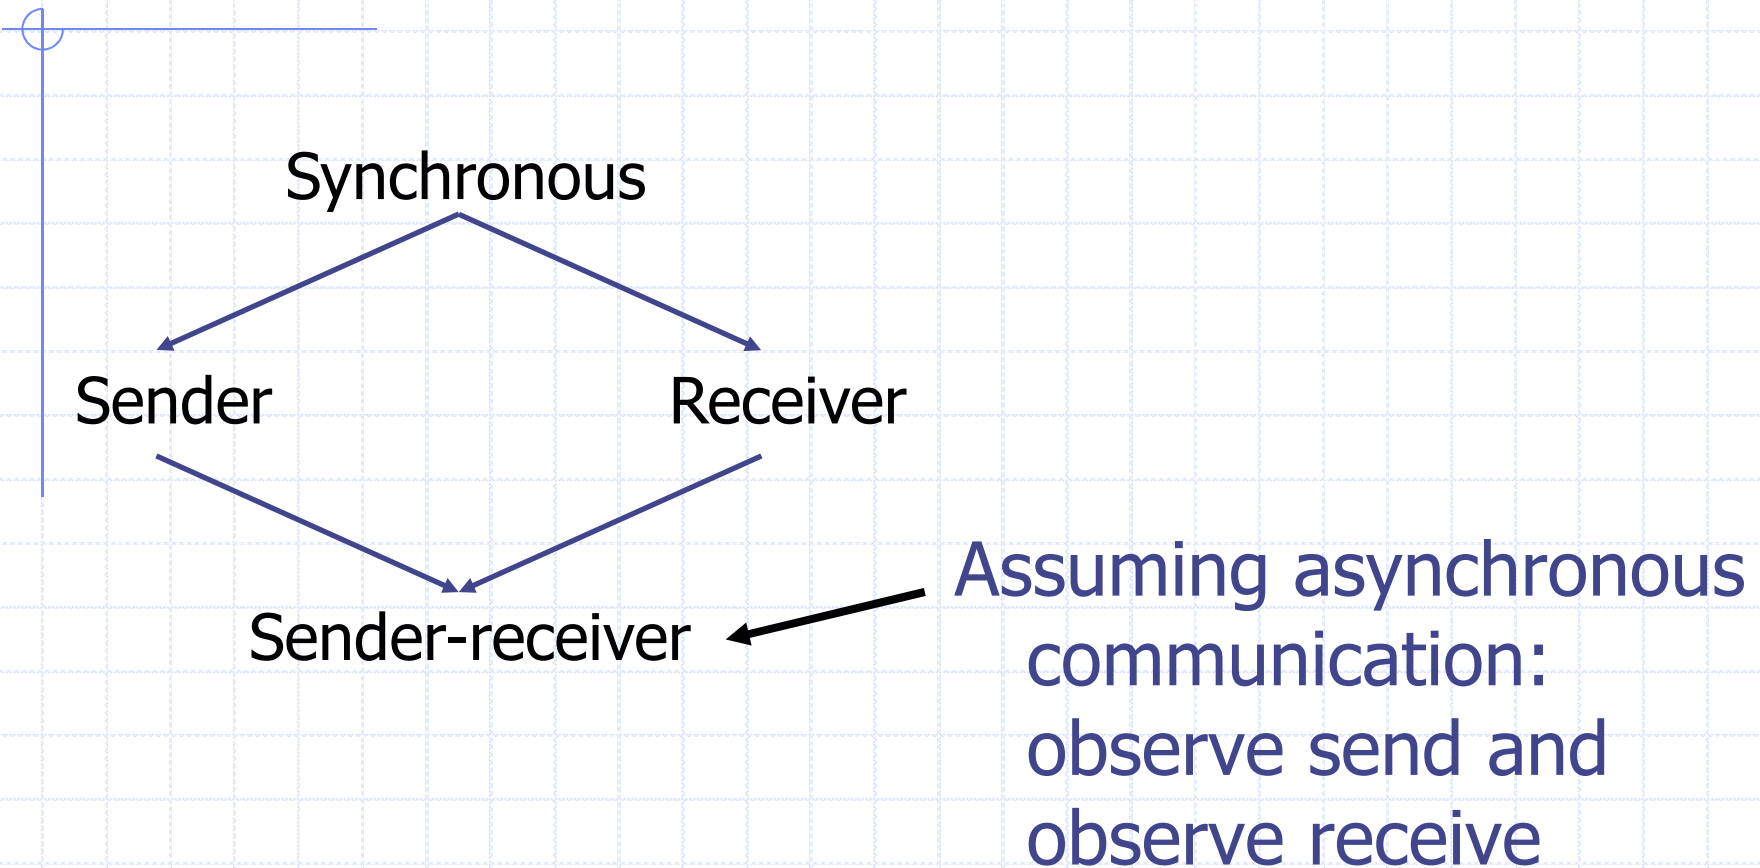 Synchronous
Sender
Receiver
Sender-receiver
Assuming asynchronous
communication:
observe send and
observe receive